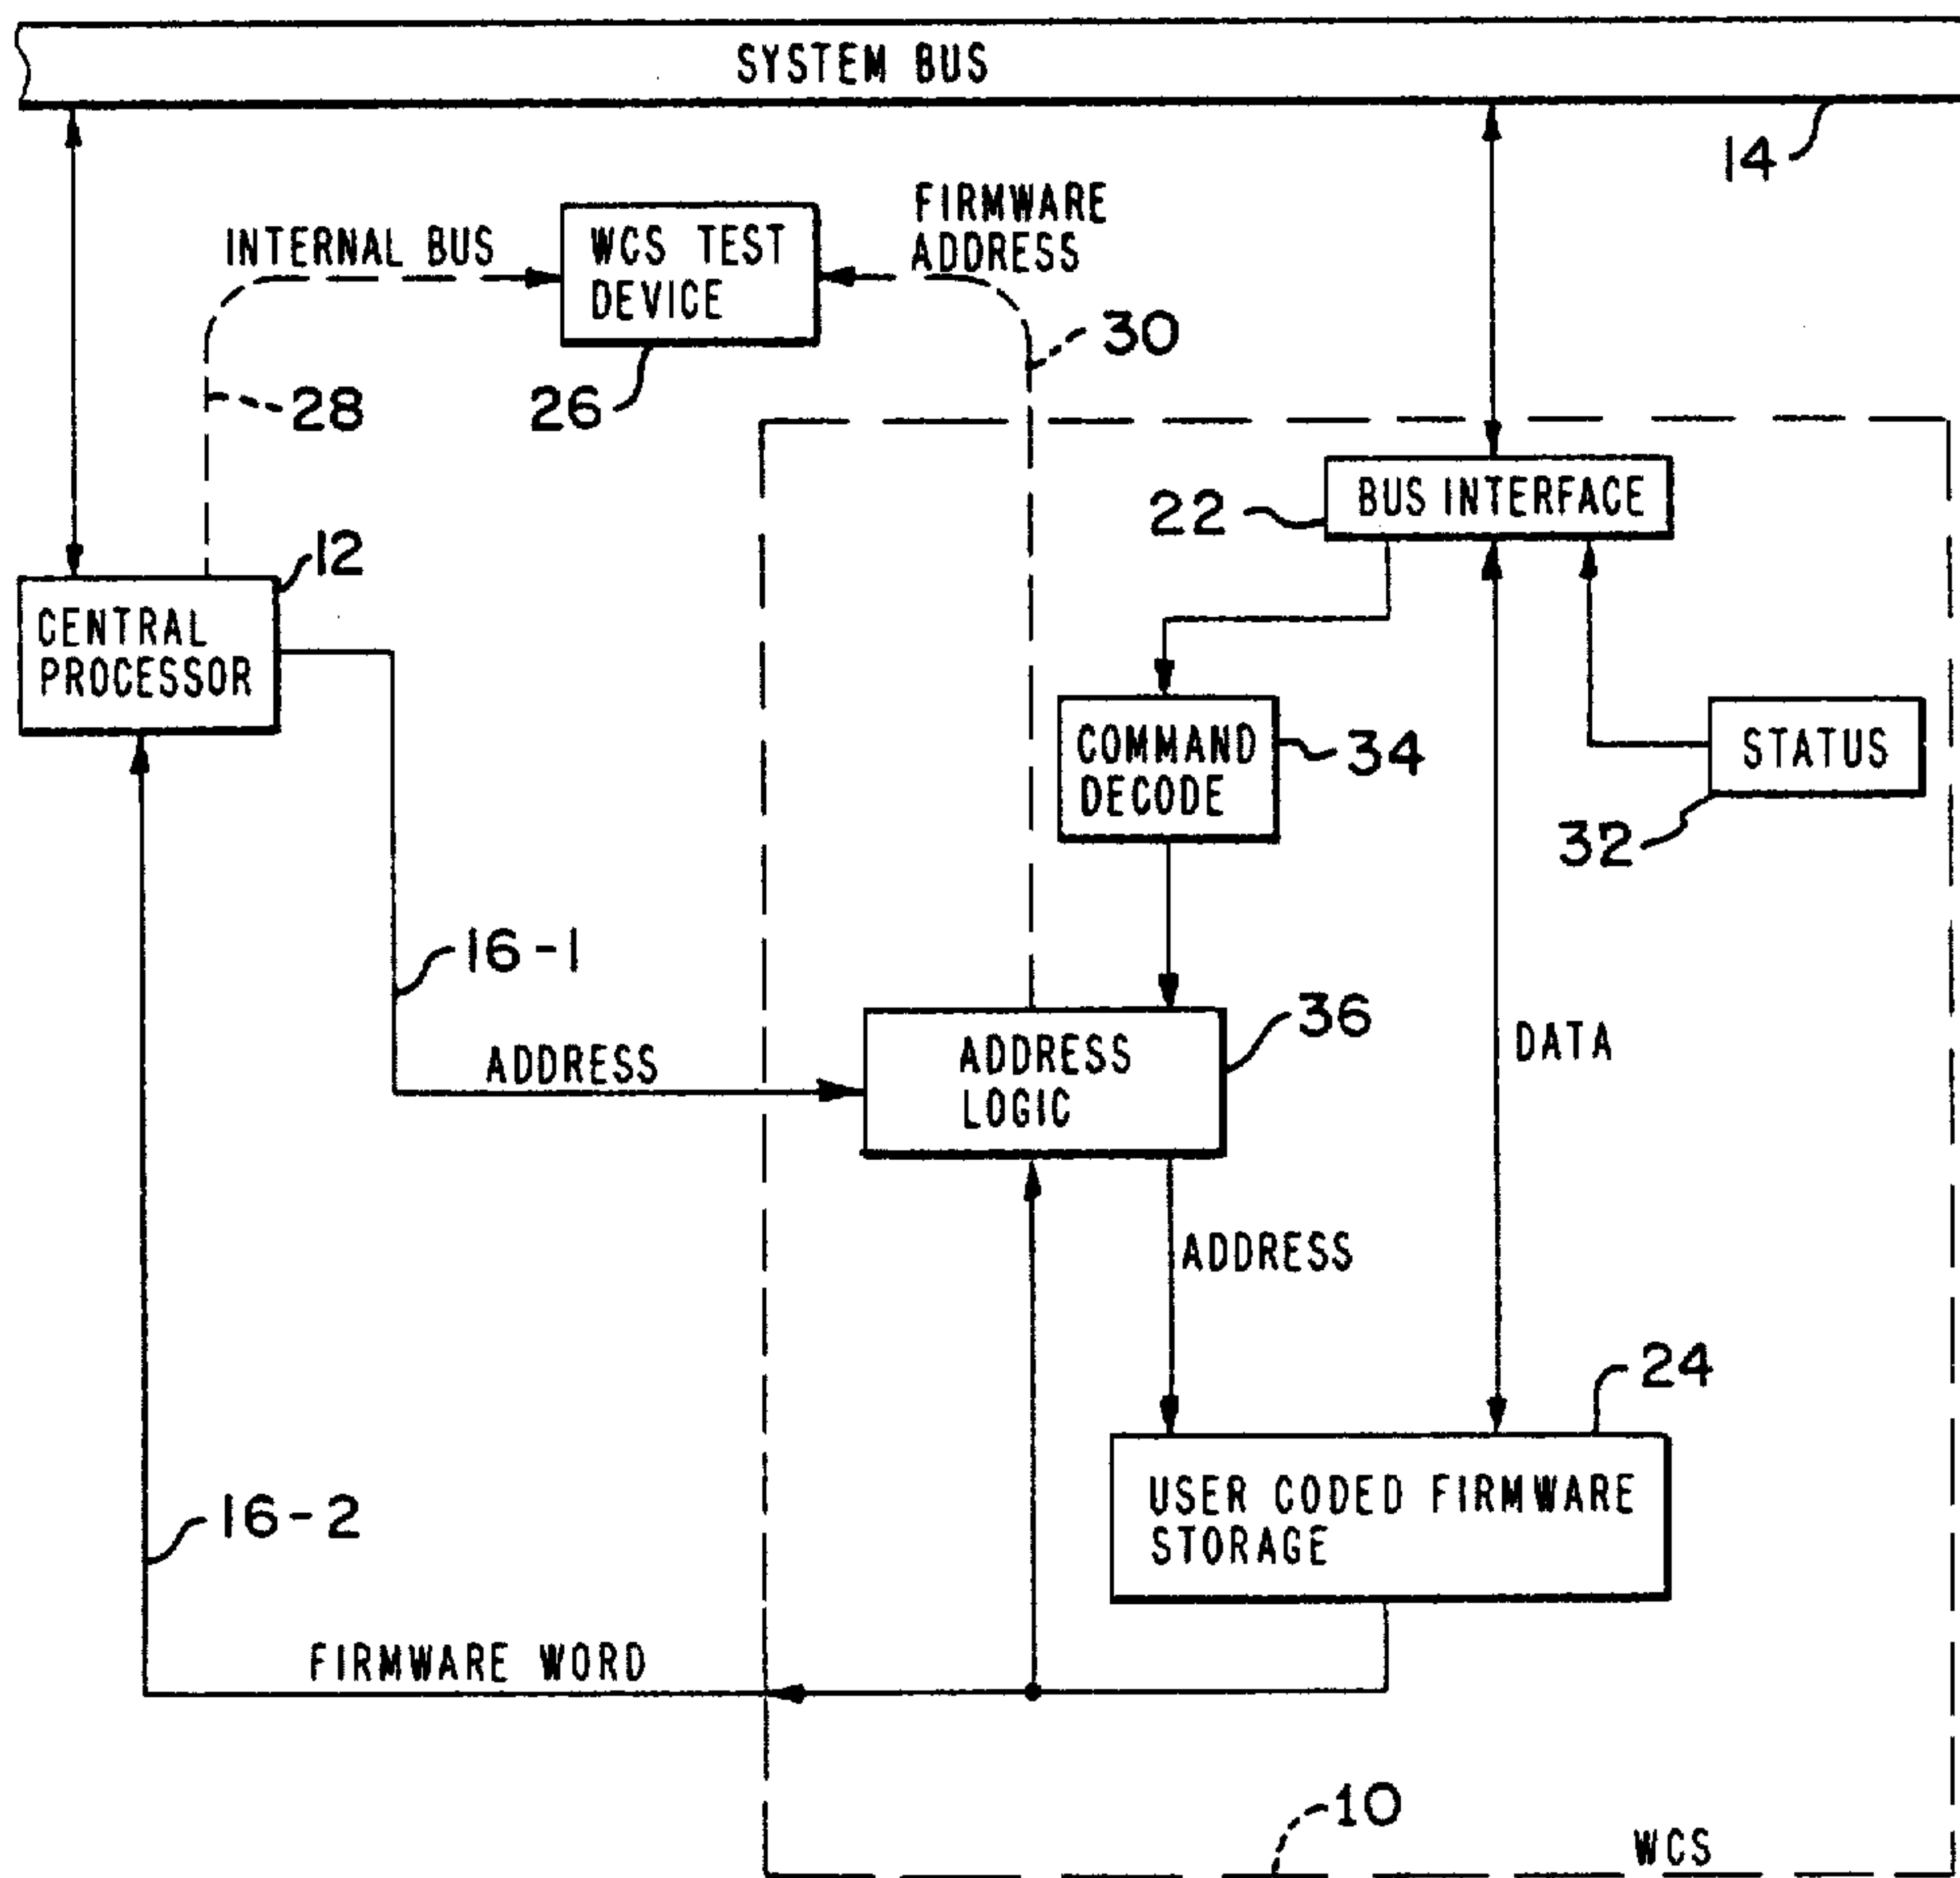 SYSTEM BUS
14
FIRMWARE
ADDRESS
INTERNAL BUS
WCS TEST
DEVICE
30
28
26
22
BUS INTERFACE
12
CENTRAL
PROCESSOR
COMMAND
DECODE
34
STATUS
32
16-1
36
ADDRESS
ADDRESS
LOGIC
DATA
ADDRESS
24
USER CODED FIRMWARE
STORAGE
16-2
FIRMWARE WORD
10
WCS